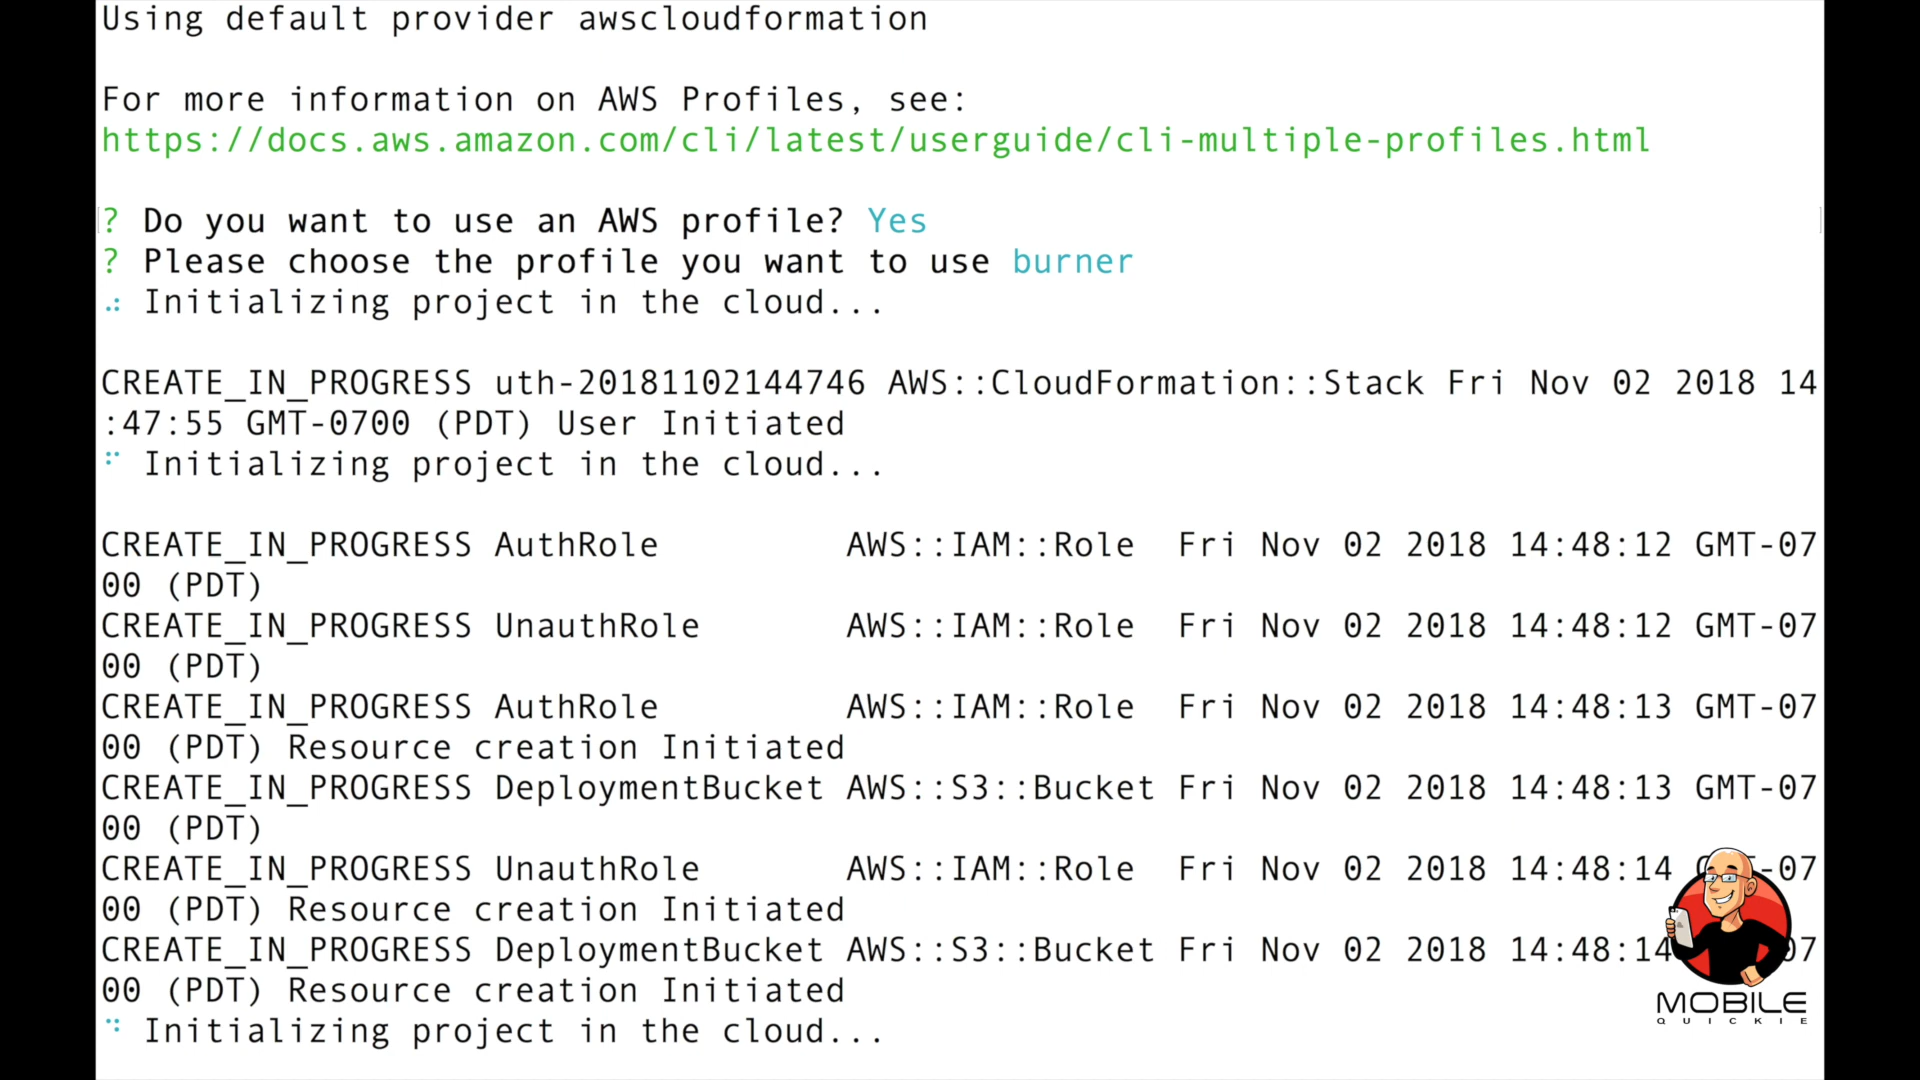 Using default provider awscloudformation
For more information on AWS Profiles, see:
https://docs.aws.amazon.com/cli/latest/userguide/cli-multiple-profiles.html
? Do you want to use an AWS profile? Yes
? Please choose the profile you want to use burner
Initializing project in the cloud...
CREATE_IN_PROGRESS uth-20181102144746 AWS::CloudFormation::Stack Fri Nov 02 2018 14
:47:55 GMT-0700 (PDT) User Initiated
Initializing project in the cloud...
CREATE_IN_PROGRESS AuthRole AWS::IAM::Role Fri Nov 02 2018 14:48:12 GMT-07
00 (PDT)
CREATE_IN_PROGRESS UnauthRole AWS::IAM::Role Fri Nov 02 2018 14:48:12 GMT-07
00 (PDT)
CREATE_IN_PROGRESS AuthRole AWS::IAM::Role Fri Nov 02 2018 14:48:13 GMT-07
00 (PDT) Resource creation Initiated
CREATE_IN_PROGRESS DeploymentBucket AWS::S3::Bucket Fri Nov 02 2018 14:48:13 GMT-07
00 (PDT)
CREATE_IN_PROGRESS UnauthRole AWS::IAM::Role Fri Nov 02 2018 14:48:14 -07
00 (PDT) Resource creation Initiated
CREATE_IN_PROGRESS DeploymentBucket AWS::S3::Bucket Fri Nov 02 2018 14:48:14 07
00 (PDT) Resource creation Initiated
Initializing project in the cloud...
MOBILE
QUICKIE